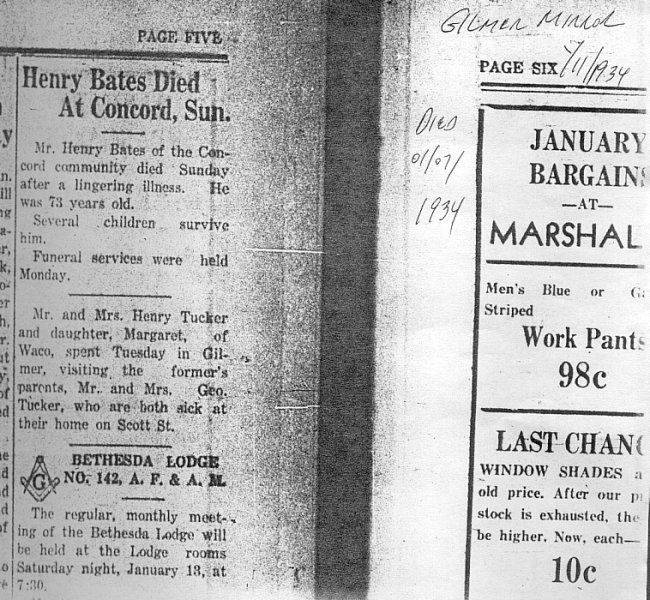 PAGE FIVE
Henry Bates Died
At Concord, Sun.
Mr. Henry Bates of the Con-
cord community died Sunday
after a lingering illness. He
was 73 years old.
Several children survive
him.
Funeral services were held
Monday.
Mr. and Mrs. Henry Tucker
and daughter, Margaret, of
Waco, spent Tuesday in Gil-
mer, visiting the former's
parents, Mr. and Mrs. Geo.
Tucker, who are both sick at
their home on Scott St.
G
BETHESDA LODGE
NO. 142, A. F. & A. M.
The regular, monthly meet-
ing of the Bethesda Lodge will
be held at the Lodge rooms
Saturday night, January 13, at
7:30.
GILMER MIRROR
1/11/1934
DIED
01/07/
1934
PAGE SIX
JANUARY
BARGAINS
—AT—
MARSHAL
Men's Blue or
Striped
Work Pants
98c
LAST CHANC
WINDOW SHADES a
old price. After our
stock is exhausted, the
be higher. Now, each—
10c